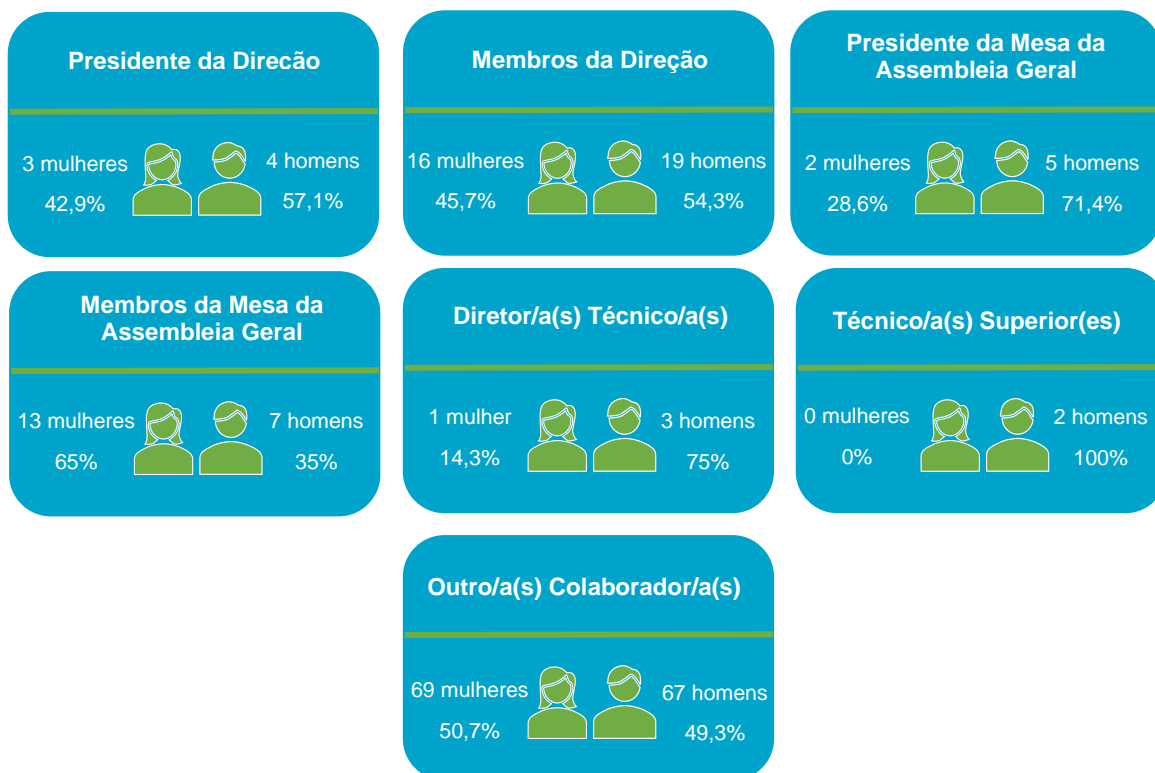 Presidente da Direcão
3 mulheres
42,9%
4 homens
57,1%
Membros da Direção
16 mulheres
45,7%
19 homens
54,3%
Presidente da Mesa da
Assembleia Geral
2 mulheres
28,6%
5 homens
71,4%
Membros da Mesa da
Assembleia Geral
13 mulheres
65%
7 homens
35%
Diretor/a(s) Técnico/a(s)
1 mulher
14,3%
3 homens
75%
Técnico/a(s) Superior(es)
0 mulheres
0%
2 homens
100%
Outro/a(s) Colaborador/a(s)
69 mulheres
50,7%
67 homens
49,3%